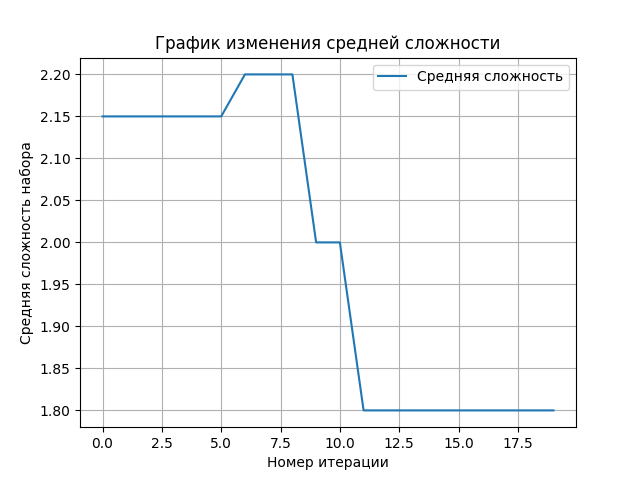 График изменения средней сложности
Средняя сложность
2.20
2.15
2.10
2.05
2.00
1.95
1.90
1.85
1.80
Средняя сложность набора
0.0 2.5 5.0 7.5 10.0 12.5 15.0 17.5
Номер итерации